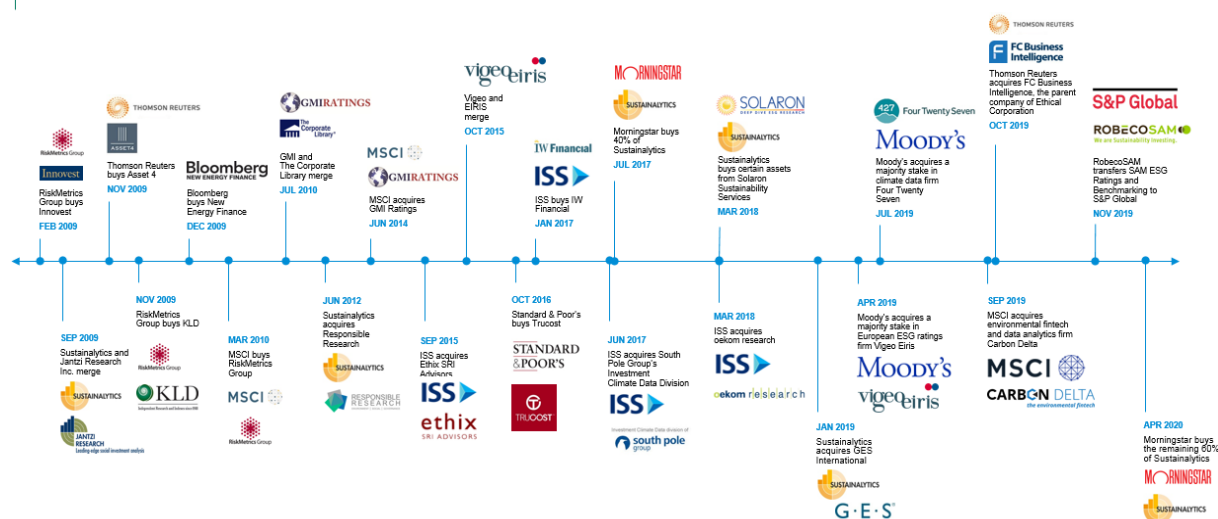 RiskMetrics Group
Innovest
RiskMetrics
Group buys
Innovest
FEB 2009
THOMSON REUTERS
ASSET4
Thomson Reuters
buys Asset 4
NOV 2009
Bloomberg
NEW ENERGY FINANCE
Bloomberg
buys New
Energy Finance
DEC 2009
GMIRATINGS
The
Corporate
Library
GMI and
The Corporate
Library merge
JUL 2010
MSCI
GMIRATINGS
MSCI acquires
GMI Ratings
JUN 2014
vigeoeiris
Vigeo and
EIRIS
merge
OCT 2015
IW Financial
ISS
ISS buys IW
Financial
JAN 2017
MORNINGSTAR
SUSTAINALYTICS
Morningstar buys
40% of
Sustainalytics
JUL 2017
SOLARON
DEEP DIVE ESG RESEARCH
SUSTAINALYTICS
Sustainalytics
buys certain assets
from Solaron
Sustainability
Services
MAR 2018
427 Four Twenty Seven
MOODY'S
Moody's acquires a
majority stake in
climate data firm
Four Twenty
Seven
JUL 2019
THOMSON REUTERS
F FC Business
Intelligence
Thomson Reuters
acquires FC Business
Intelligence, the parent
company of Ethical
Corporation
OCT 2019
S&P Global
ROBECOSAM
We are Sustainability Investing.
RobecoSAM
transfers SAM ESG
Ratings and
Benchmarking to
S&P Global
NOV 2019
SEP 2009
Sustainalytics and
Jantzi Research
Inc. merge
SUSTAINALYTICS
JANTZI
RESEARCH
Leading edge social investment analysis
NOV 2009
RiskMetrics
Group buys KLD
RiskMetrics Group
KLD
MAR 2010
MSCI buys
RiskMetrics
Group
MSCI
RiskMetrics Group
JUN 2012
Sustainalytics
acquires
Responsible
Research
SUSTAINALYTICS
RESPONSIBLE
RESEARCH
SEP 2015
ISS acquires
Ethix SRI
Advisors
ISS
ethix
SRI ADVISORS
OCT 2016
Standard & Poor's
buys Trucost
STANDARD
&POOR'S
TRUCOST
JUN 2017
ISS acquires South
Pole Group's
Investment
Climate Data Division
ISS
Investment Climate Data division of
south pole
group
MAR 2018
ISS acquires
oekom research
ISS
oekom research
JAN 2019
Sustainalytics
acquires GES
International
SUSTAINALYTICS
G·E·S®
APR 2019
Moody's acquires a
majority stake in
European ESG ratings
firm Vigeo Eiris
MOODY'S
vigeoeiris
SEP 2019
MSCI acquires
environmental fintech
and data analytics firm
Carbon Delta
MSCI
CARBON DELTA
the environmental fintech
APR 2020
Morningstar buys
the remaining 60%
of Sustainalytics
MORNINGSTAR
SUSTAINALYTICS